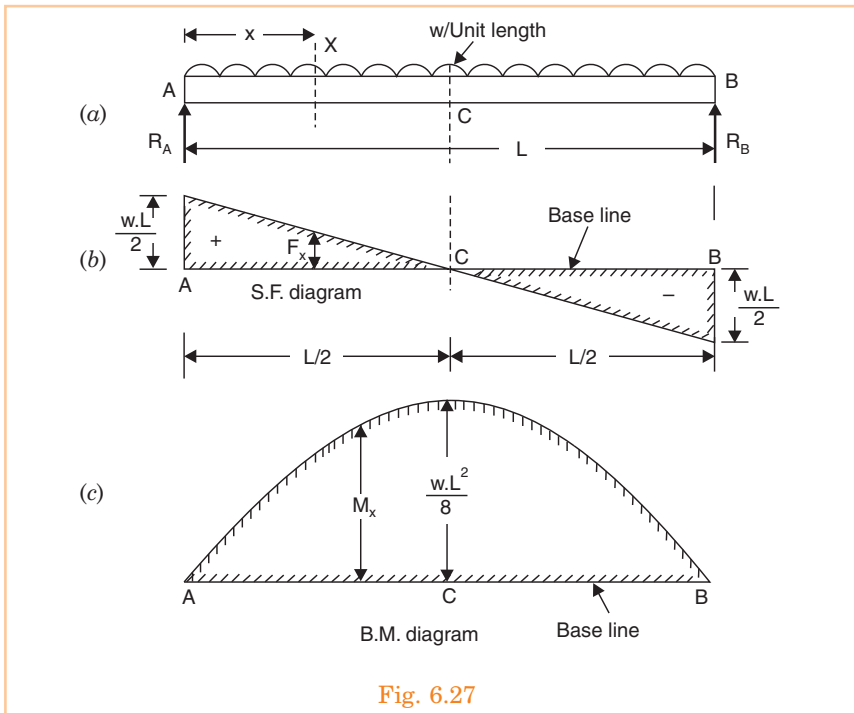 x
X
w/Unit length
A
B
(a)
C
R_A
L
R_B
w.L
2
+
F_x
C
Base line
B
(b)
A
S.F. diagram
–
w.L
2
L/2
L/2
(c)
M_x
w.L²
8
A
C
B
B.M. diagram
Base line
Fig. 6.27